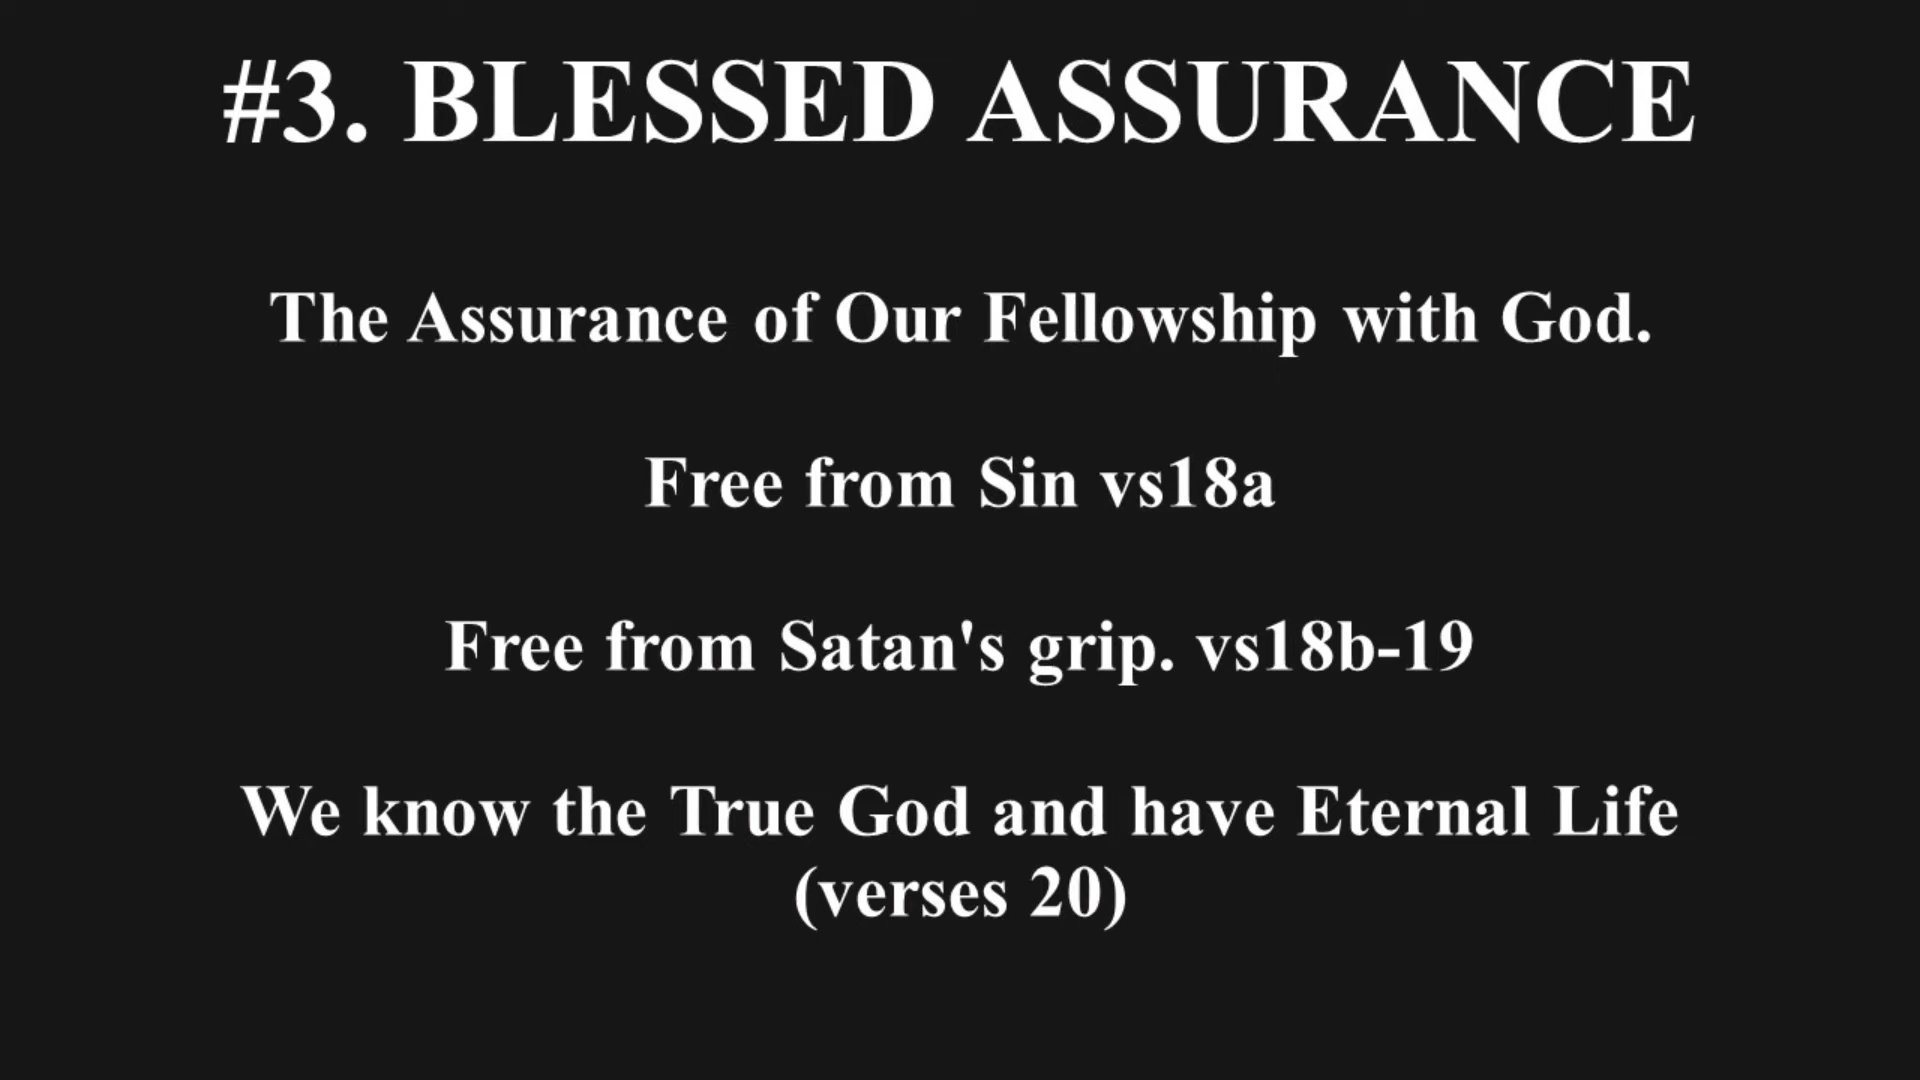 #3. BLESSED ASSURANCE
The Assurance of Our Fellowship with God.
Free from Sin vs18a
Free from Satan's grip. vs18b-19
We know the True God and have Eternal Life
(verses 20)